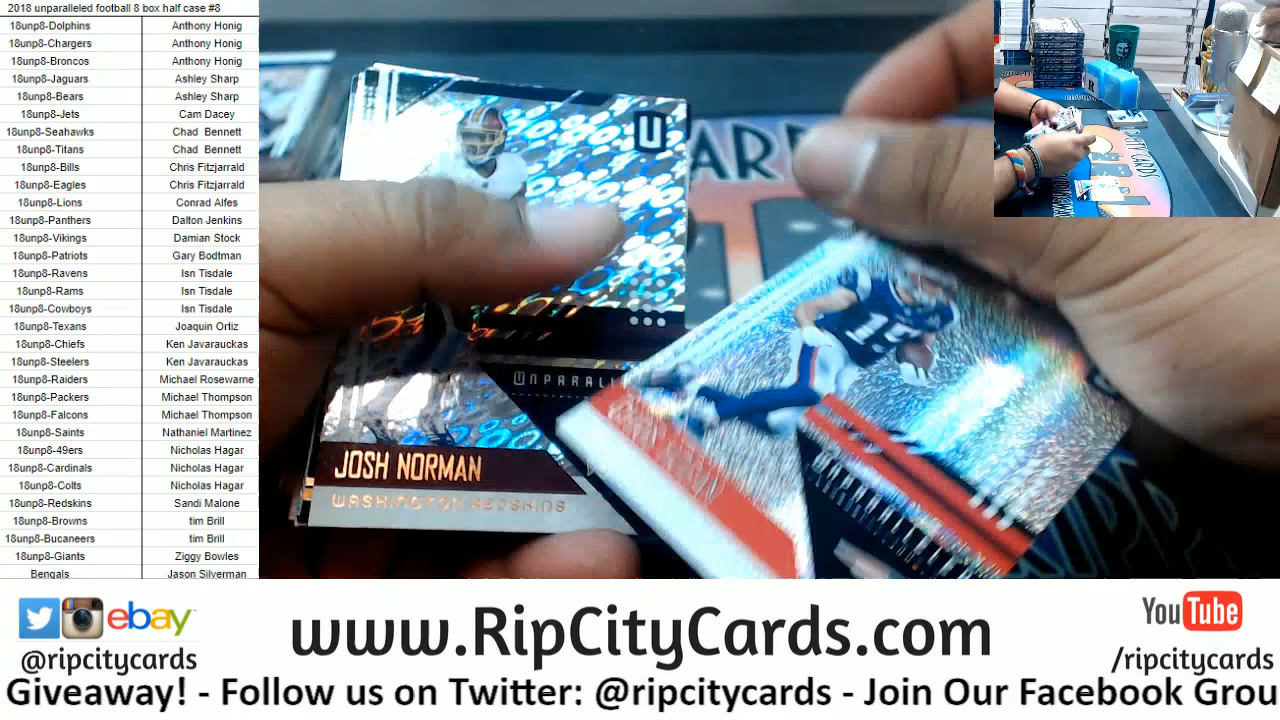 2018 unparalleled football 8 box half case #8
18unp8-Dolphins Anthony Honig
18unp8-Chargers Anthony Honig
18unp8-Broncos Anthony Honig
18unp8-Jaguars Ashley Sharp
18unp8-Bears Ashley Sharp
18unp8-Jets Cam Dacey
18unp8-Seahawks Chad Bennett
18unp8-Titans Chad Bennett
18unp8-Bills Chris Fitzjarrald
18unp8-Eagles Chris Fitzjarrald
18unp8-Lions Conrad Alfes
18unp8-Panthers Dalton Jenkins
18unp8-Vikings Damian Stock
18unp8-Patriots Gary Bodtman
18unp8-Ravens Isn Tisdale
18unp8-Rams Isn Tisdale
18unp8-Cowboys Isn Tisdale
18unp8-Texans Joaquin Ortiz
18unp8-Chiefs Ken Javarauckas
18unp8-Steelers Ken Javarauckas
18unp8-Raiders Michael Rosewarne
18unp8-Packers Michael Thompson
18unp8-Falcons Michael Thompson
18unp8-Saints Nathaniel Martinez
18unp8-49ers Nicholas Hagar
18unp8-Cardinals Nicholas Hagar
18unp8-Colts Nicholas Hagar
18unp8-Redskins Sandi Malone
18unp8-Browns tim Brill
18unp8-Bucaneers tim Brill
18unp8-Giants Ziggy Bowles
Bengals Jason Silverman
U
UNPARALL
JOSH NORMAN
WASHINGTON REDSKINS
15
ebay
@ripcitycards
www.RipCityCards.com
YouTube
/ripcitycards
Giveaway! - Follow us on Twitter: @ripcitycards - Join Our Facebook Grou